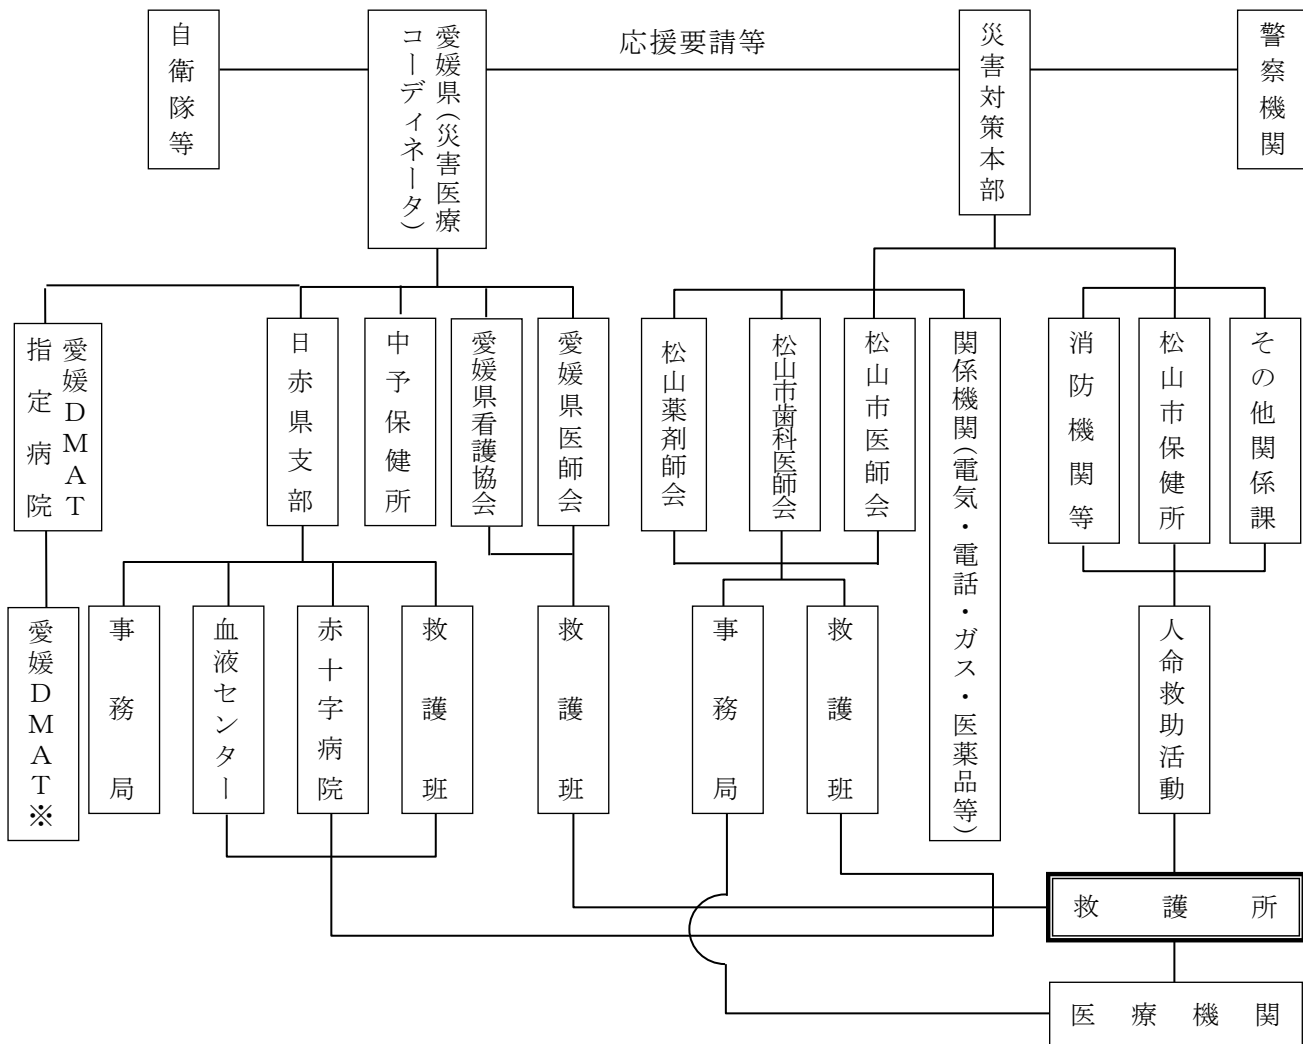 自衛隊等
愛媛県(災害医療
コーディネータ)
応援要請等
災害対策本部
警察機関
愛媛DMAT
指定病院
日赤県支部
中予保健所
愛媛県看護協会
愛媛県医師会
松山薬剤師会
松山市歯科医師会
松山市医師会
関係機関(電気・電話・ガス・医薬品等)
消防機関等
松山市保健所
その他関係課
愛媛DMAT※
事務局
血液センター
赤十字病院
救護班
救護班
事務局
救護班
人命救助活動
救護所
医療機関